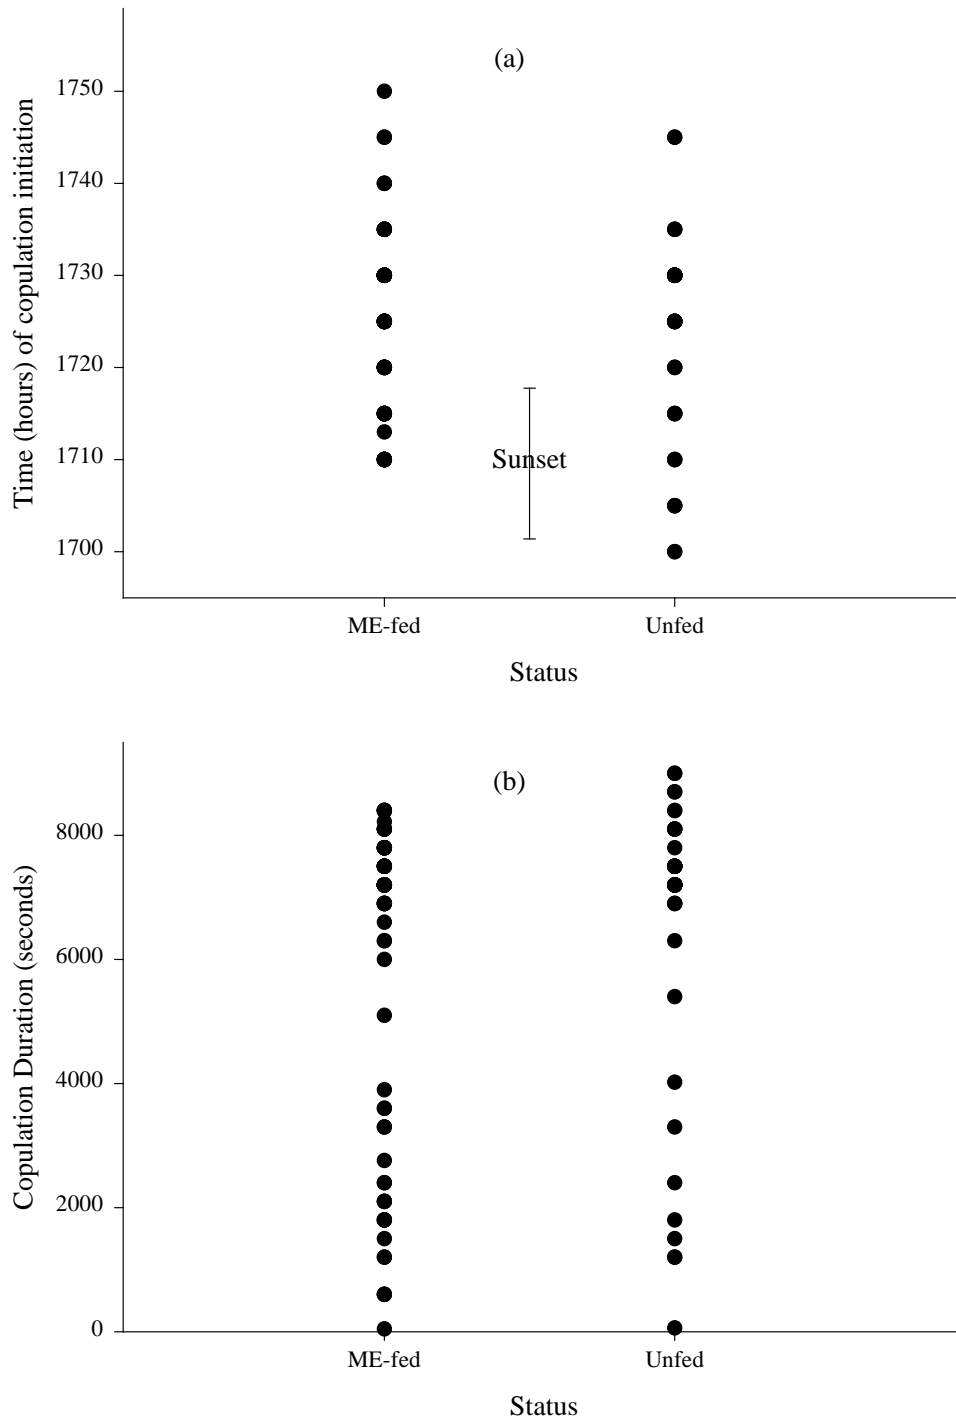 (a)
Time (hours) of copulation initiation
1750
1740
1730
1720
1710
1700
Sunset
ME-fed Unfed
Status
(b)
Copulation Duration (seconds)
8000
6000
4000
2000
0
ME-fed Unfed
Status